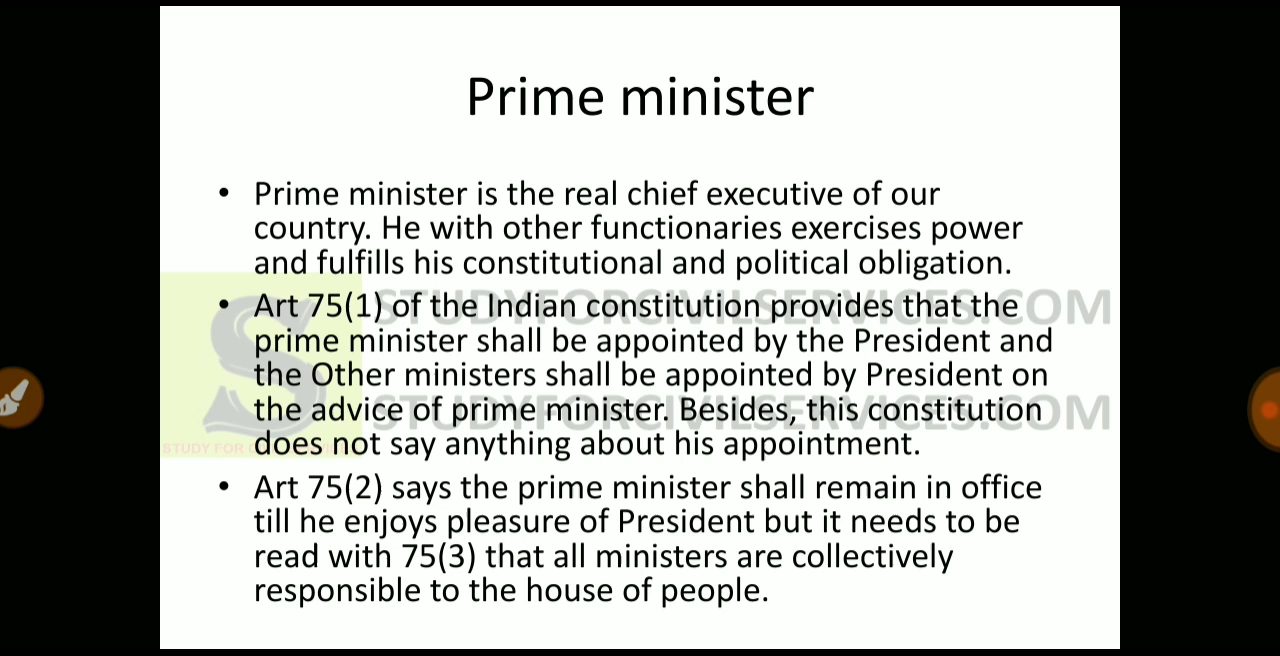 Prime minister
• Prime minister is the real chief executive of our
country. He with other functionaries exercises power
and fulfills his constitutional and political obligation.
• Art 75(1) of the Indian constitution provides that the
prime minister shall be appointed by the President and
the Other ministers shall be appointed by President on
the advice of prime minister. Besides, this constitution
does not say anything about his appointment.
• Art 75(2) says the prime minister shall remain in office
till he enjoys pleasure of President but it needs to be
read with 75(3) that all ministers are collectively
responsible to the house of people.
STUDYFORCIVILSERVICES.COM
STUDYFORCIVILSERVICES.COM
STUDY FOR